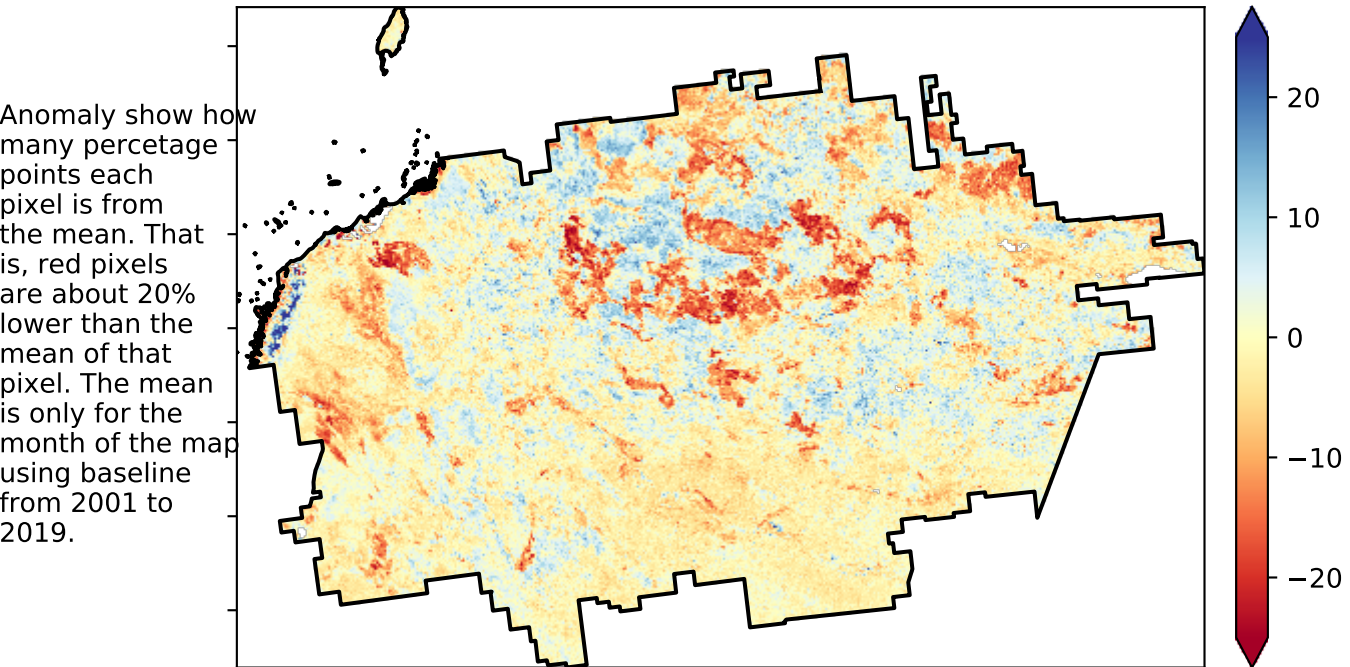 Anomaly show how
many percetage
points each
pixel is from
the mean. That
is, red pixels
are about 20%
lower than the
mean of that
pixel. The mean
is only for the
month of the map
using baseline
from 2001 to
2019.
20
10
0
−10
−20